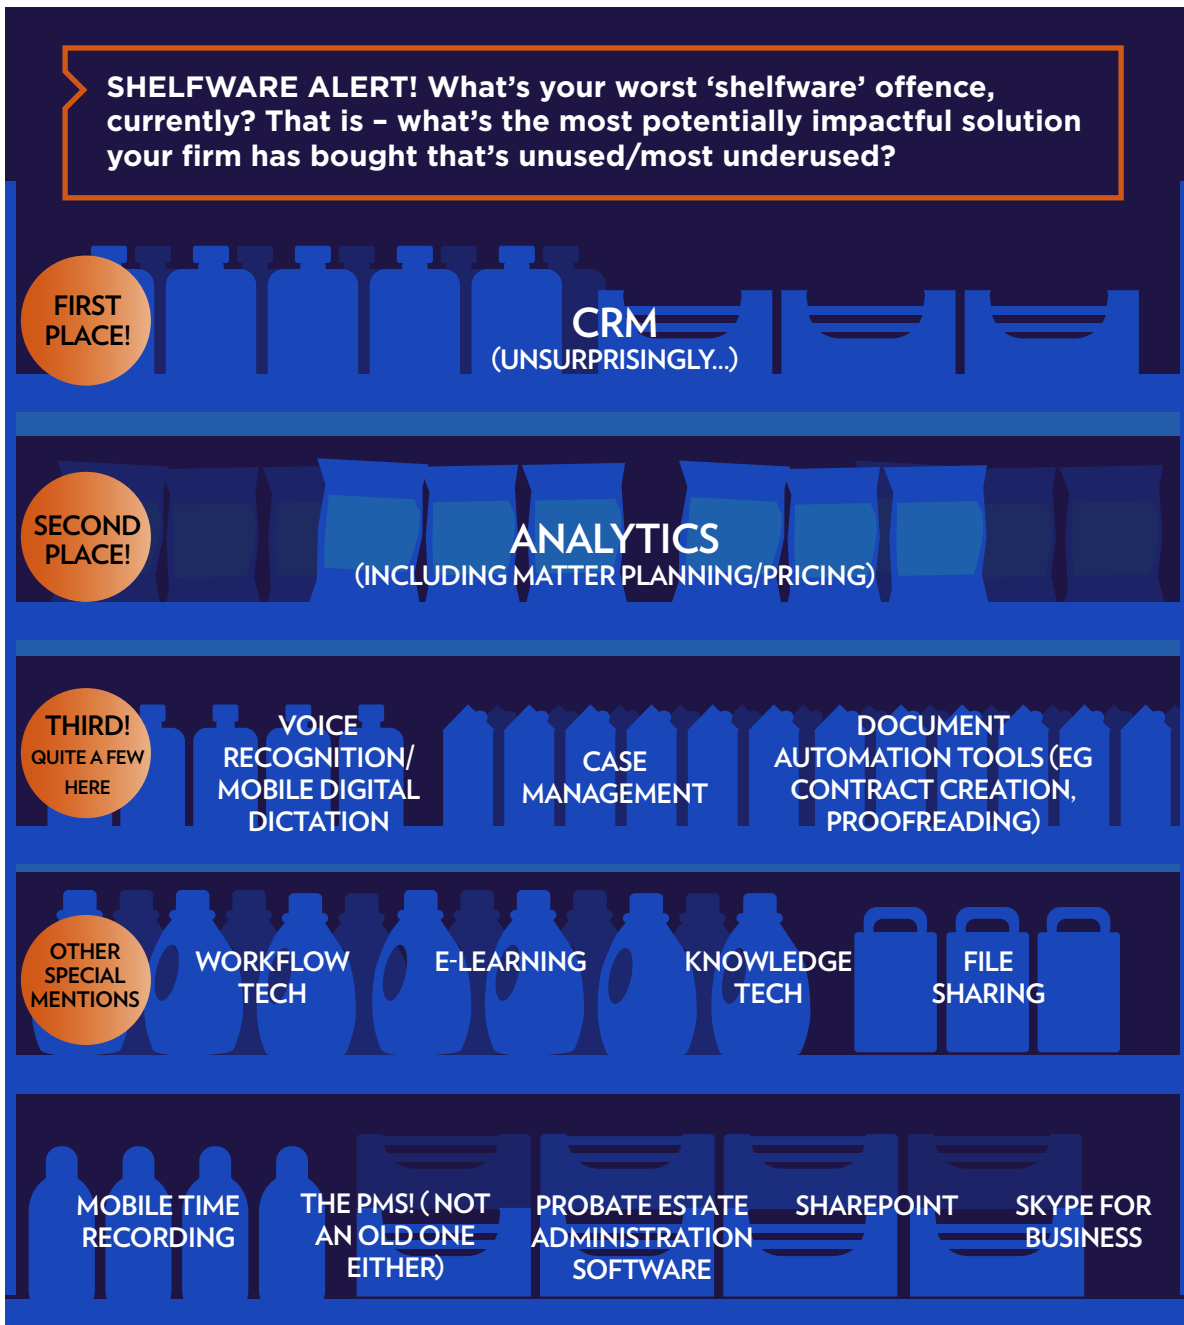 SHELFWARE ALERT! What’s your worst ‘shelfware’ offence,
currently? That is – what’s the most potentially impactful solution
your firm has bought that’s unused/most underused?
FIRST
PLACE!
CRM
(UNSURPRISINGLY...)
SECOND
PLACE!
ANALYTICS
(INCLUDING MATTER PLANNING/PRICING)
THIRD!
QUITE A FEW
HERE
VOICE
RECOGNITION/
MOBILE DIGITAL
DICTATION
CASE
MANAGEMENT
DOCUMENT
AUTOMATION TOOLS (EG
CONTRACT CREATION,
PROOFREADING)
OTHER
SPECIAL
MENTIONS
WORKFLOW
TECH
E-LEARNING
KNOWLEDGE
TECH
FILE
SHARING
MOBILE TIME
RECORDING
THE PMS! ( NOT
AN OLD ONE
EITHER)
PROBATE ESTATE
ADMINISTRATION
SOFTWARE
SHAREPOINT
SKYPE FOR
BUSINESS